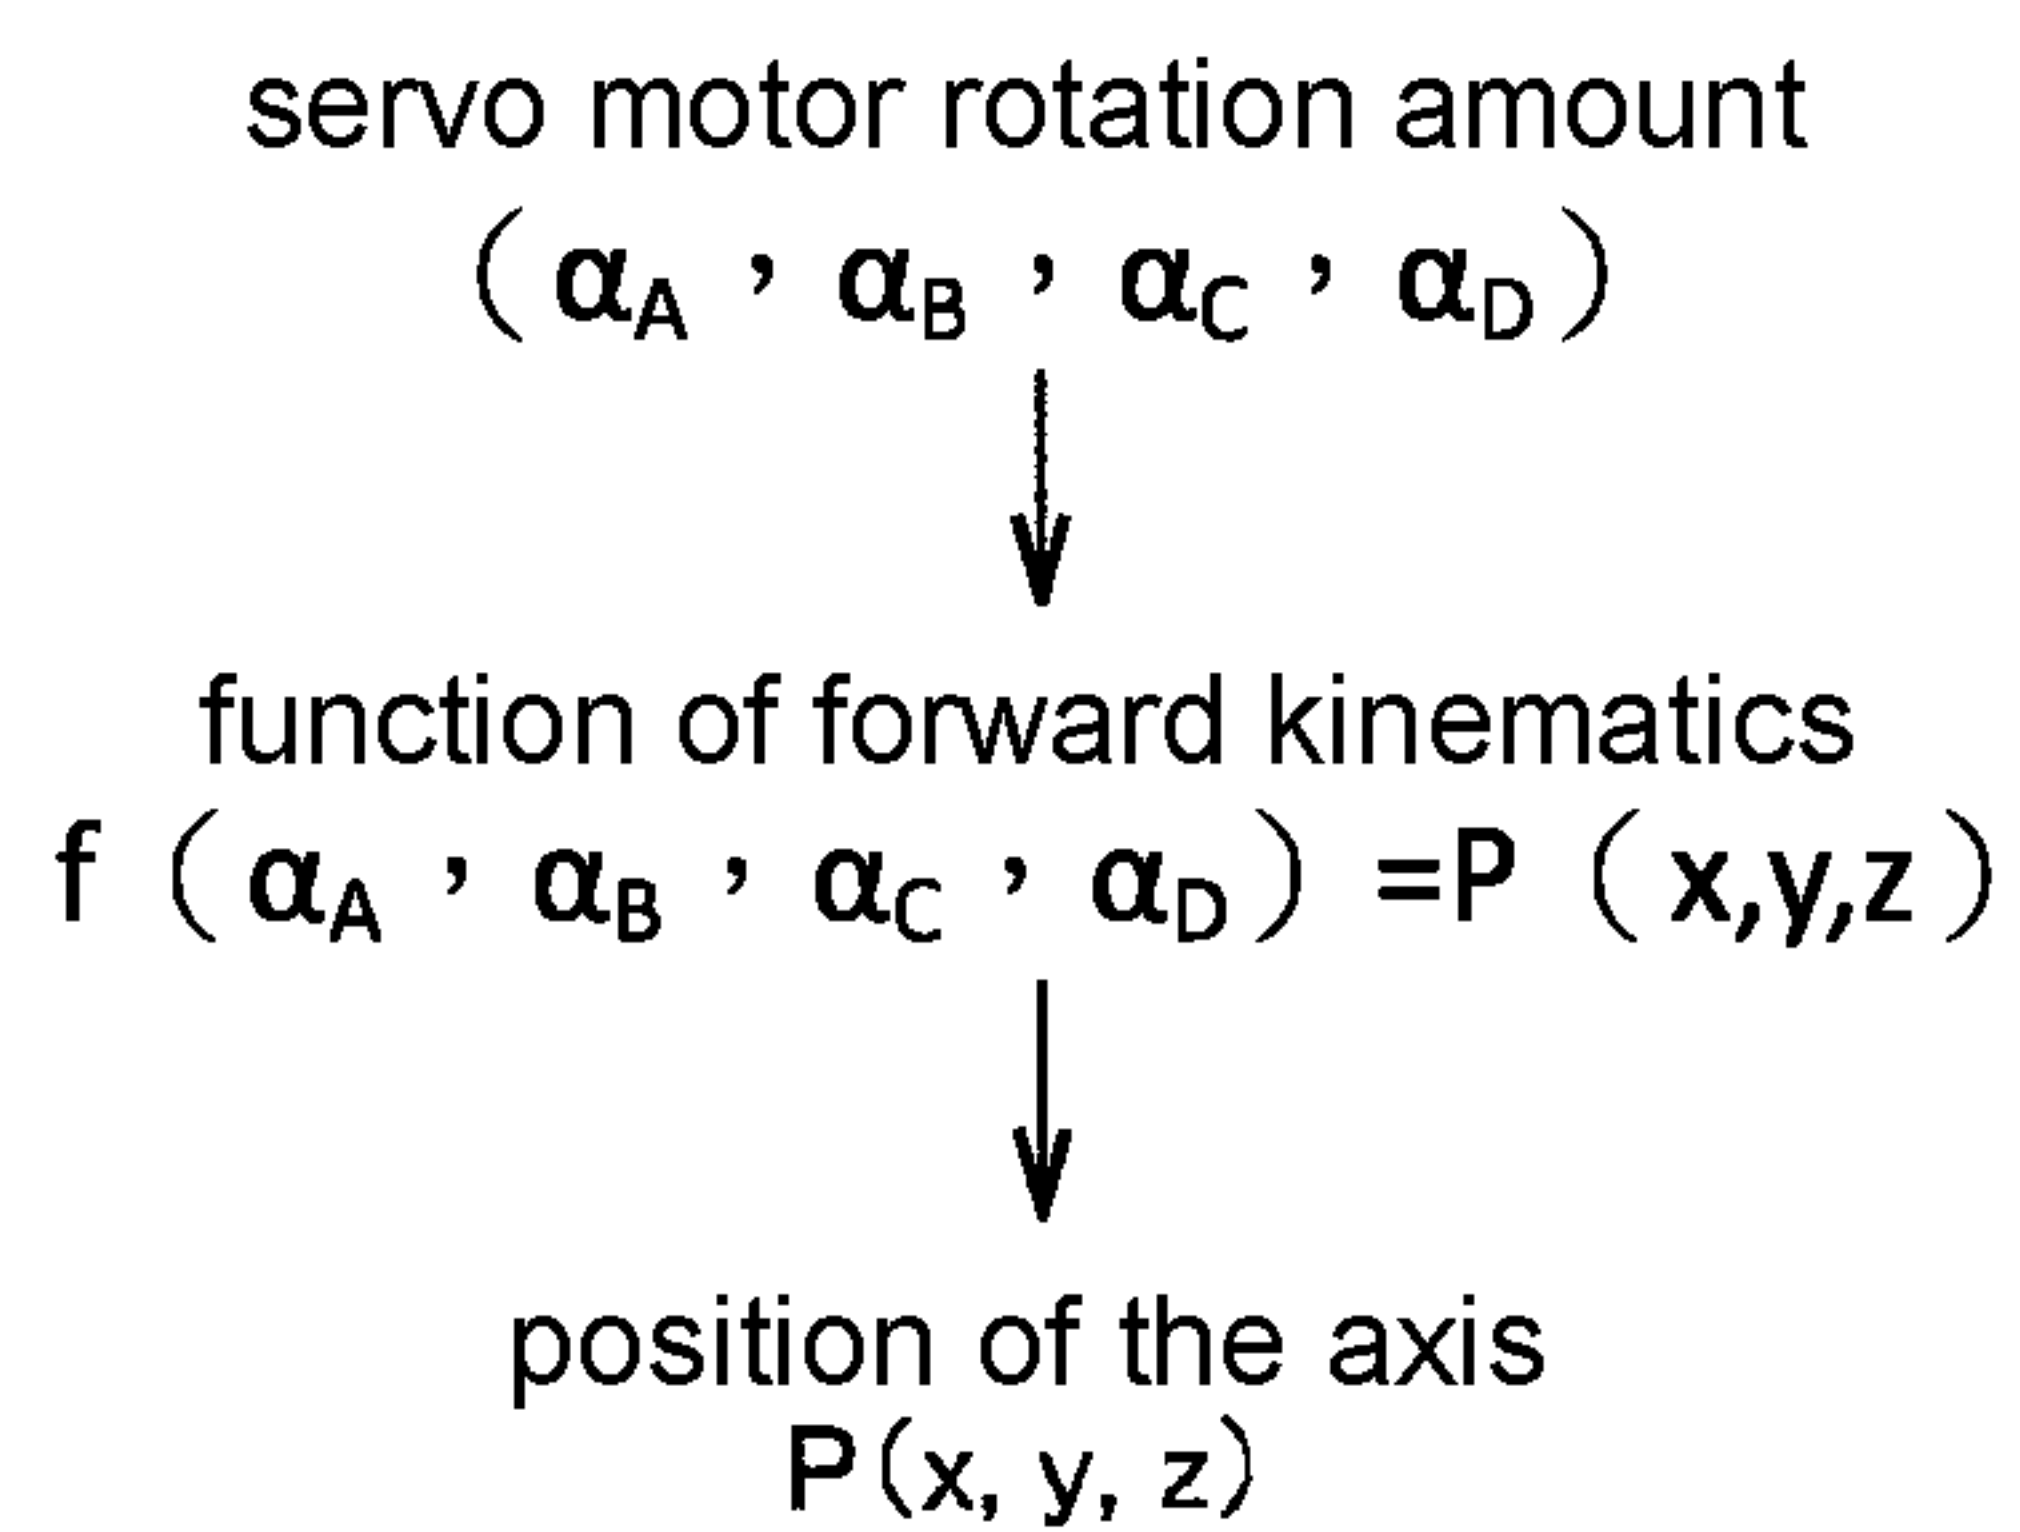 servo motor rotation amount
(αA, αB, αC, αD)
function of forward kinematics
f(αA, αB, αC, αD)=P(x,y,z)
position of the axis
P(x, y, z)